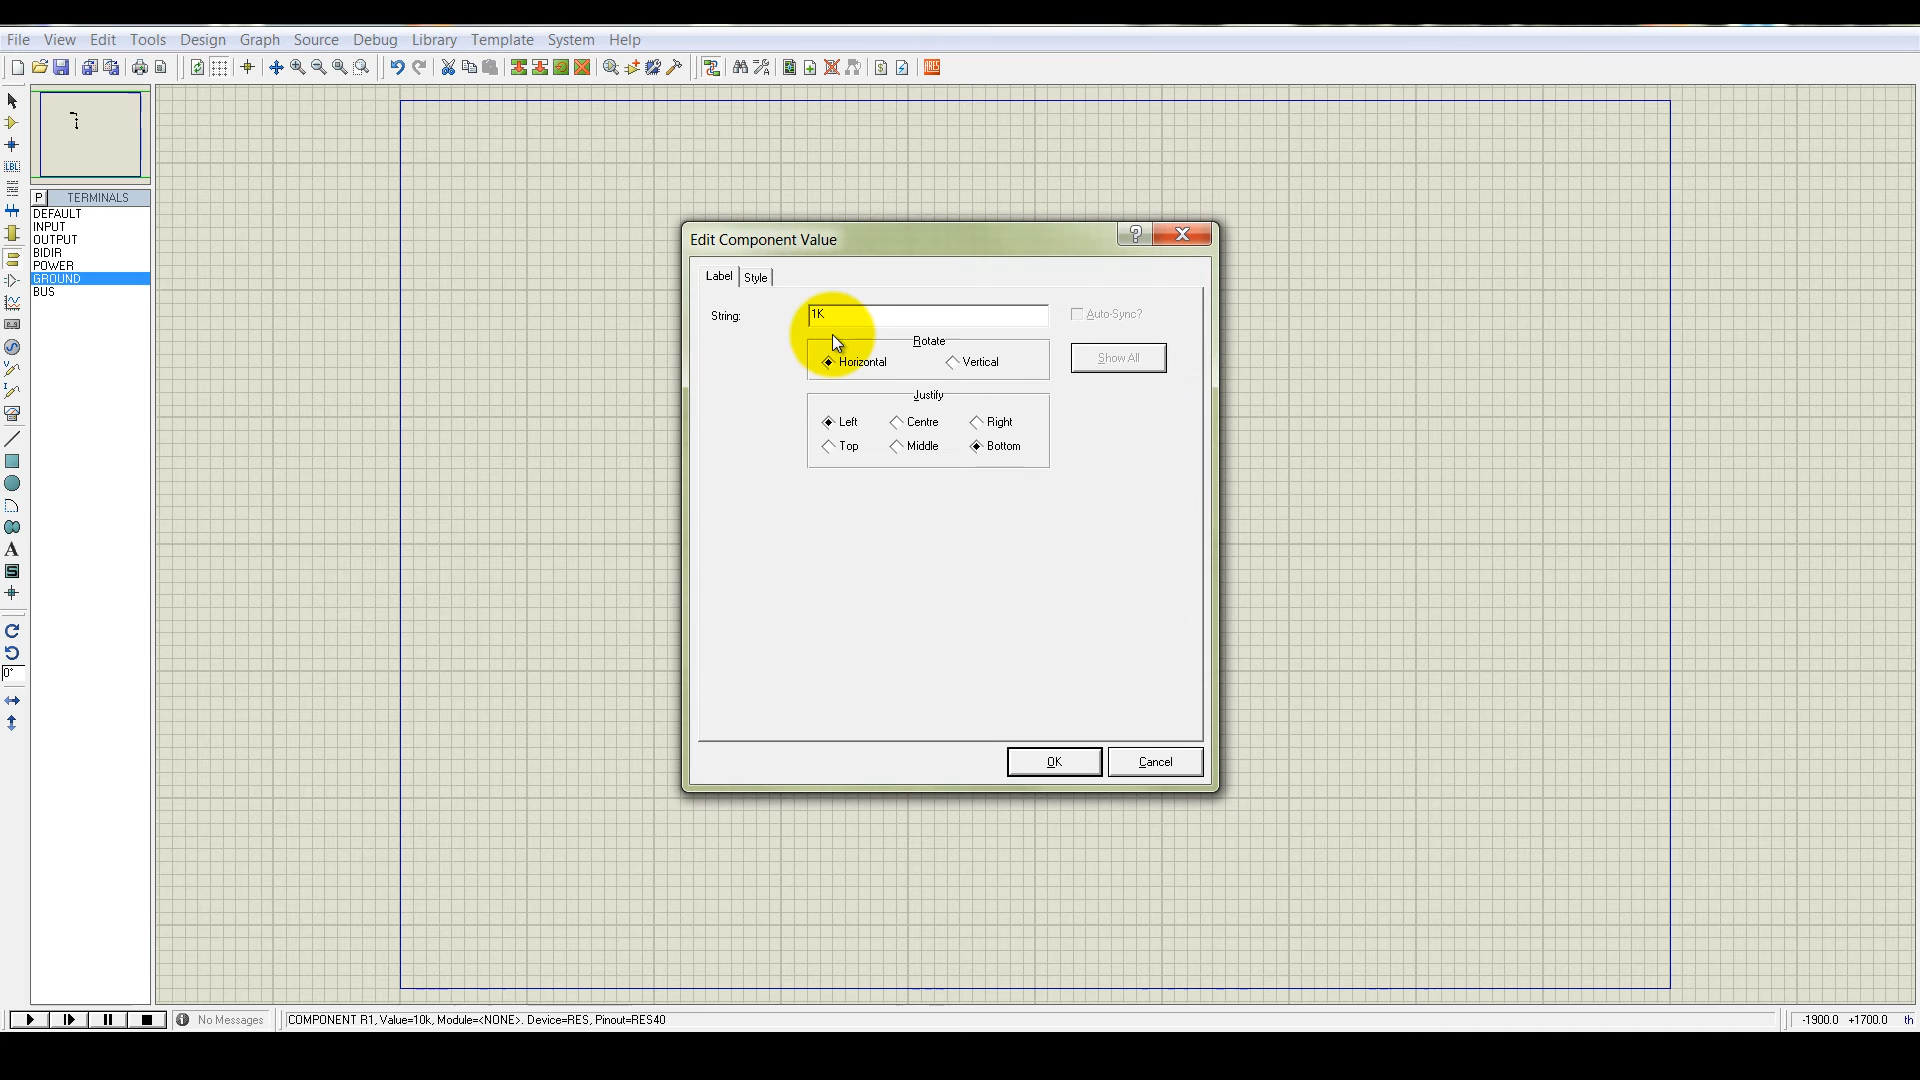 File View Edit Tools Design Graph Source Debug Library Template System Help
ARES
LBL
P TERMINALS
DEFAULT
INPUT
OUTPUT
BIDIR
POWER
GROUND
BUS
A
S
0°
Edit Component Value
Label Style
String: 1K Auto-Sync?
Rotate
Horizontal Vertical Show All
Justify
Left Centre Right
Top Middle Bottom
OK Cancel
No Messages COMPONENT R1, Value=10k, Module=<NONE>, Device=RES, Pinout=RES40 -1900.0 +1700.0 th